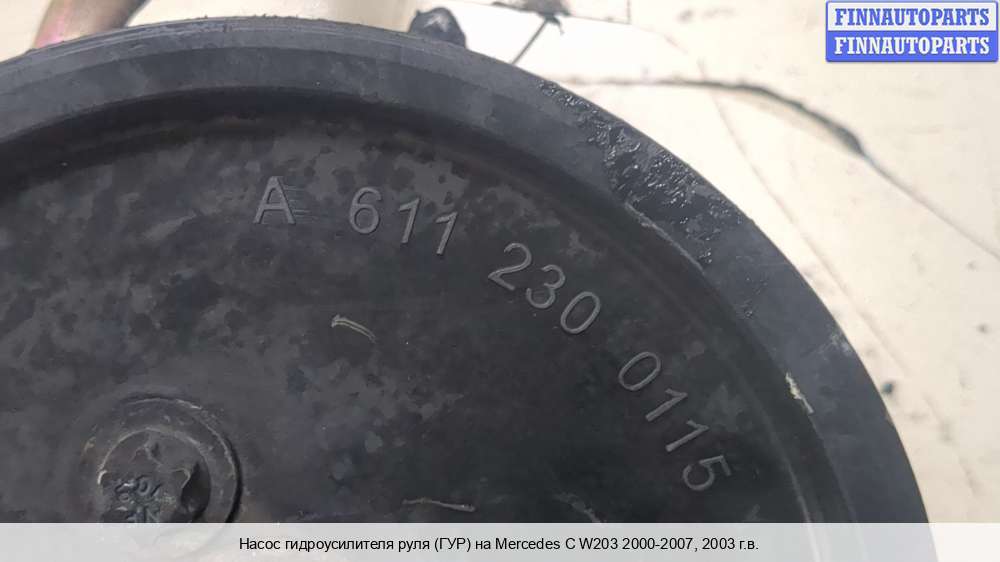 FINNAUTOPARTS
FINNAUTOPARTS
A 611 230 0115
Насос гидроусилителя руля (ГУР) на Mercedes C W203 2000-2007, 2003 г.в.